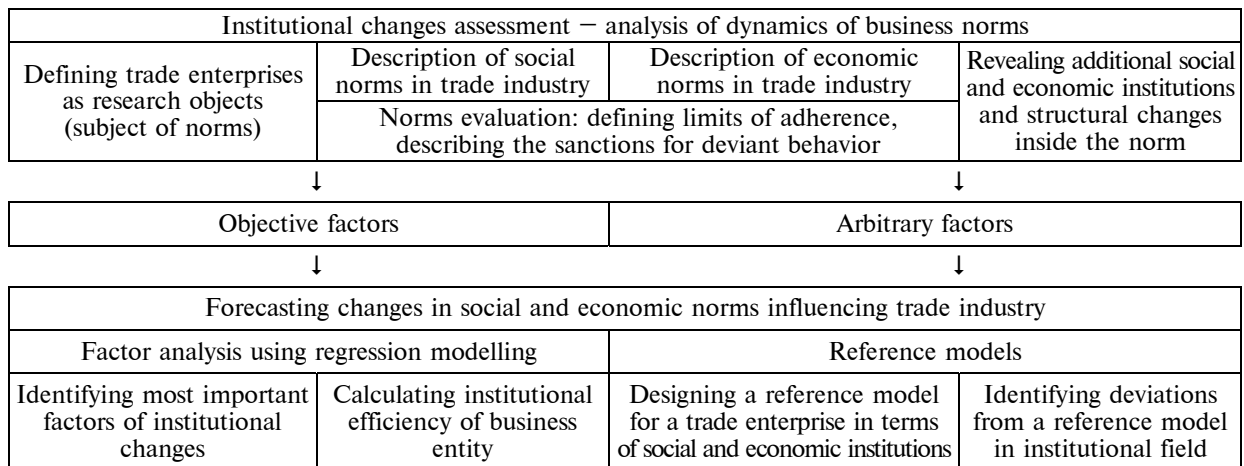 Institutional changes assessment – analysis of dynamics of business norms
Defining trade enterprises
as research objects
(subject of norms)
Description of social
norms in trade industry
Description of economic
norms in trade industry
Revealing additional social
and economic institutions
and structural changes
inside the norm
Norms evaluation: defining limits of adherence,
describing the sanctions for deviant behavior
↓
↓
Objective factors
Arbitrary factors
↓
↓
Forecasting changes in social and economic norms influencing trade industry
Factor analysis using regression modelling
Reference models
Identifying most important
factors of institutional
changes
Calculating institutional
efficiency of business
entity
Designing a reference model
for a trade enterprise in terms
of social and economic institutions
Identifying deviations
from a reference model
in institutional field